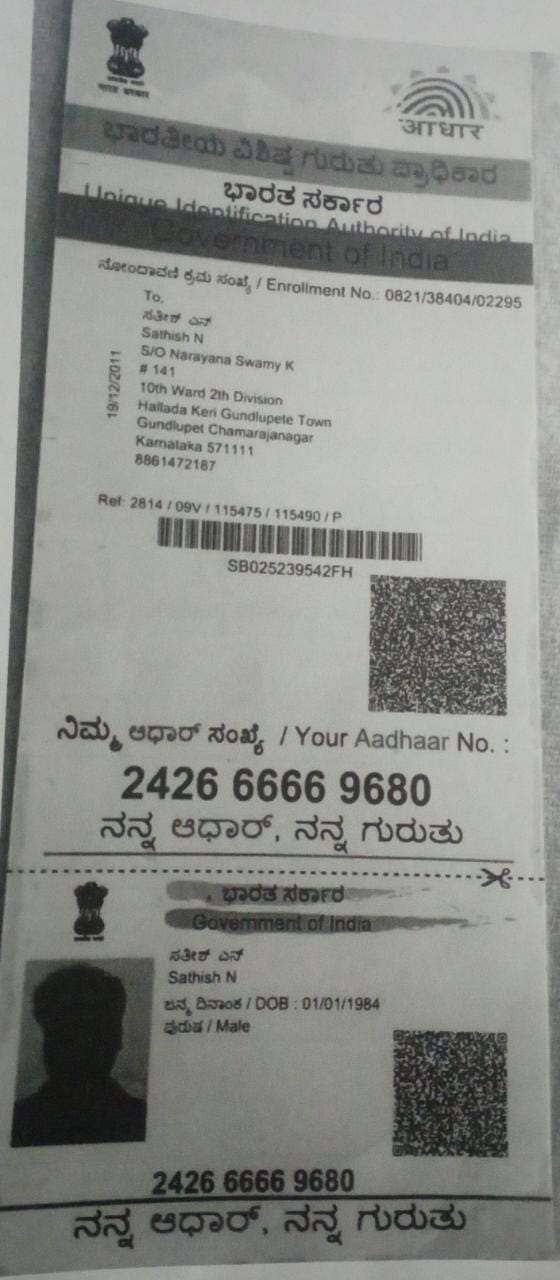 भारत सरकार
आधार
ಭಾರತೀಯ ವಿಶಿಷ್ಟ ಗುರುತು ಪ್ರಾಧಿಕಾರ
ಭಾರತ ಸರ್ಕಾರ
Unique Identification Authority of India
Government of India
ನೋಂದಾವಣಿ ಕ್ರಮ ಸಂಖ್ಯೆ / Enrollment No.: 0821/38404/02295
To,
ಸತೀಶ್ ಎನ್
Sathish N
S/O Narayana Swamy K
# 141
10th Ward 2th Division
Hallada Keri Gundlupete Town
Gundlupet Chamarajanagar
Karnataka 571111
8861472187
19/12/2011
Ref: 2814 / 09V / 115475 / 115490 / P
SB025239542FH
ನಿಮ್ಮ ಆಧಾರ್ ಸಂಖ್ಯೆ / Your Aadhaar No. :
2426 6666 9680
ನನ್ನ ಆಧಾರ್, ನನ್ನ ಗುರುತು
ಭಾರತ ಸರ್ಕಾರ
Government of India
ಸತೀಶ್ ಎನ್
Sathish N
ಜನ್ಮ ದಿನಾಂಕ / DOB : 01/01/1984
ಪುರುಷ / Male
2426 6666 9680
ನನ್ನ ಆಧಾರ್, ನನ್ನ ಗುರುತು